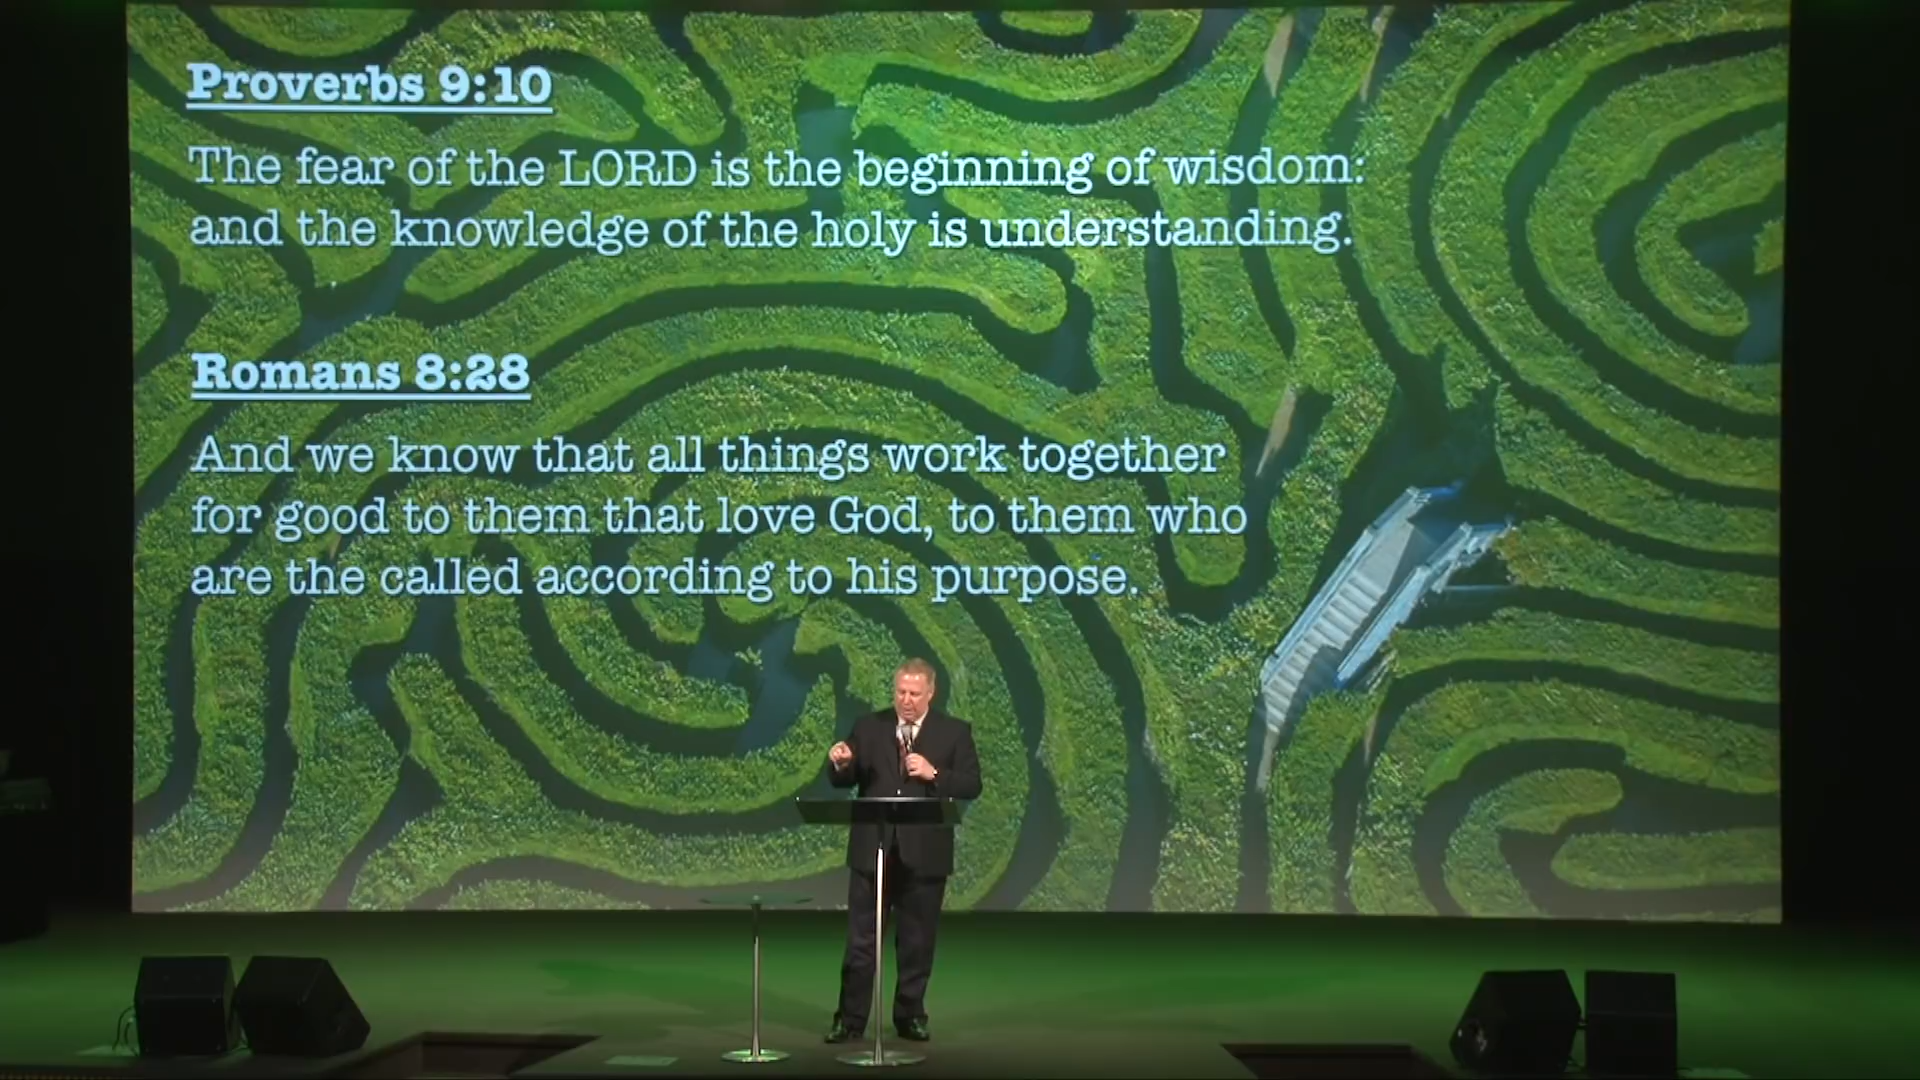 Proverbs 9:10
The fear of the LORD is the beginning of wisdom:
and the knowledge of the holy is understanding.
Romans 8:28
And we know that all things work together
for good to them that love God, to them who
are the called according to his purpose.